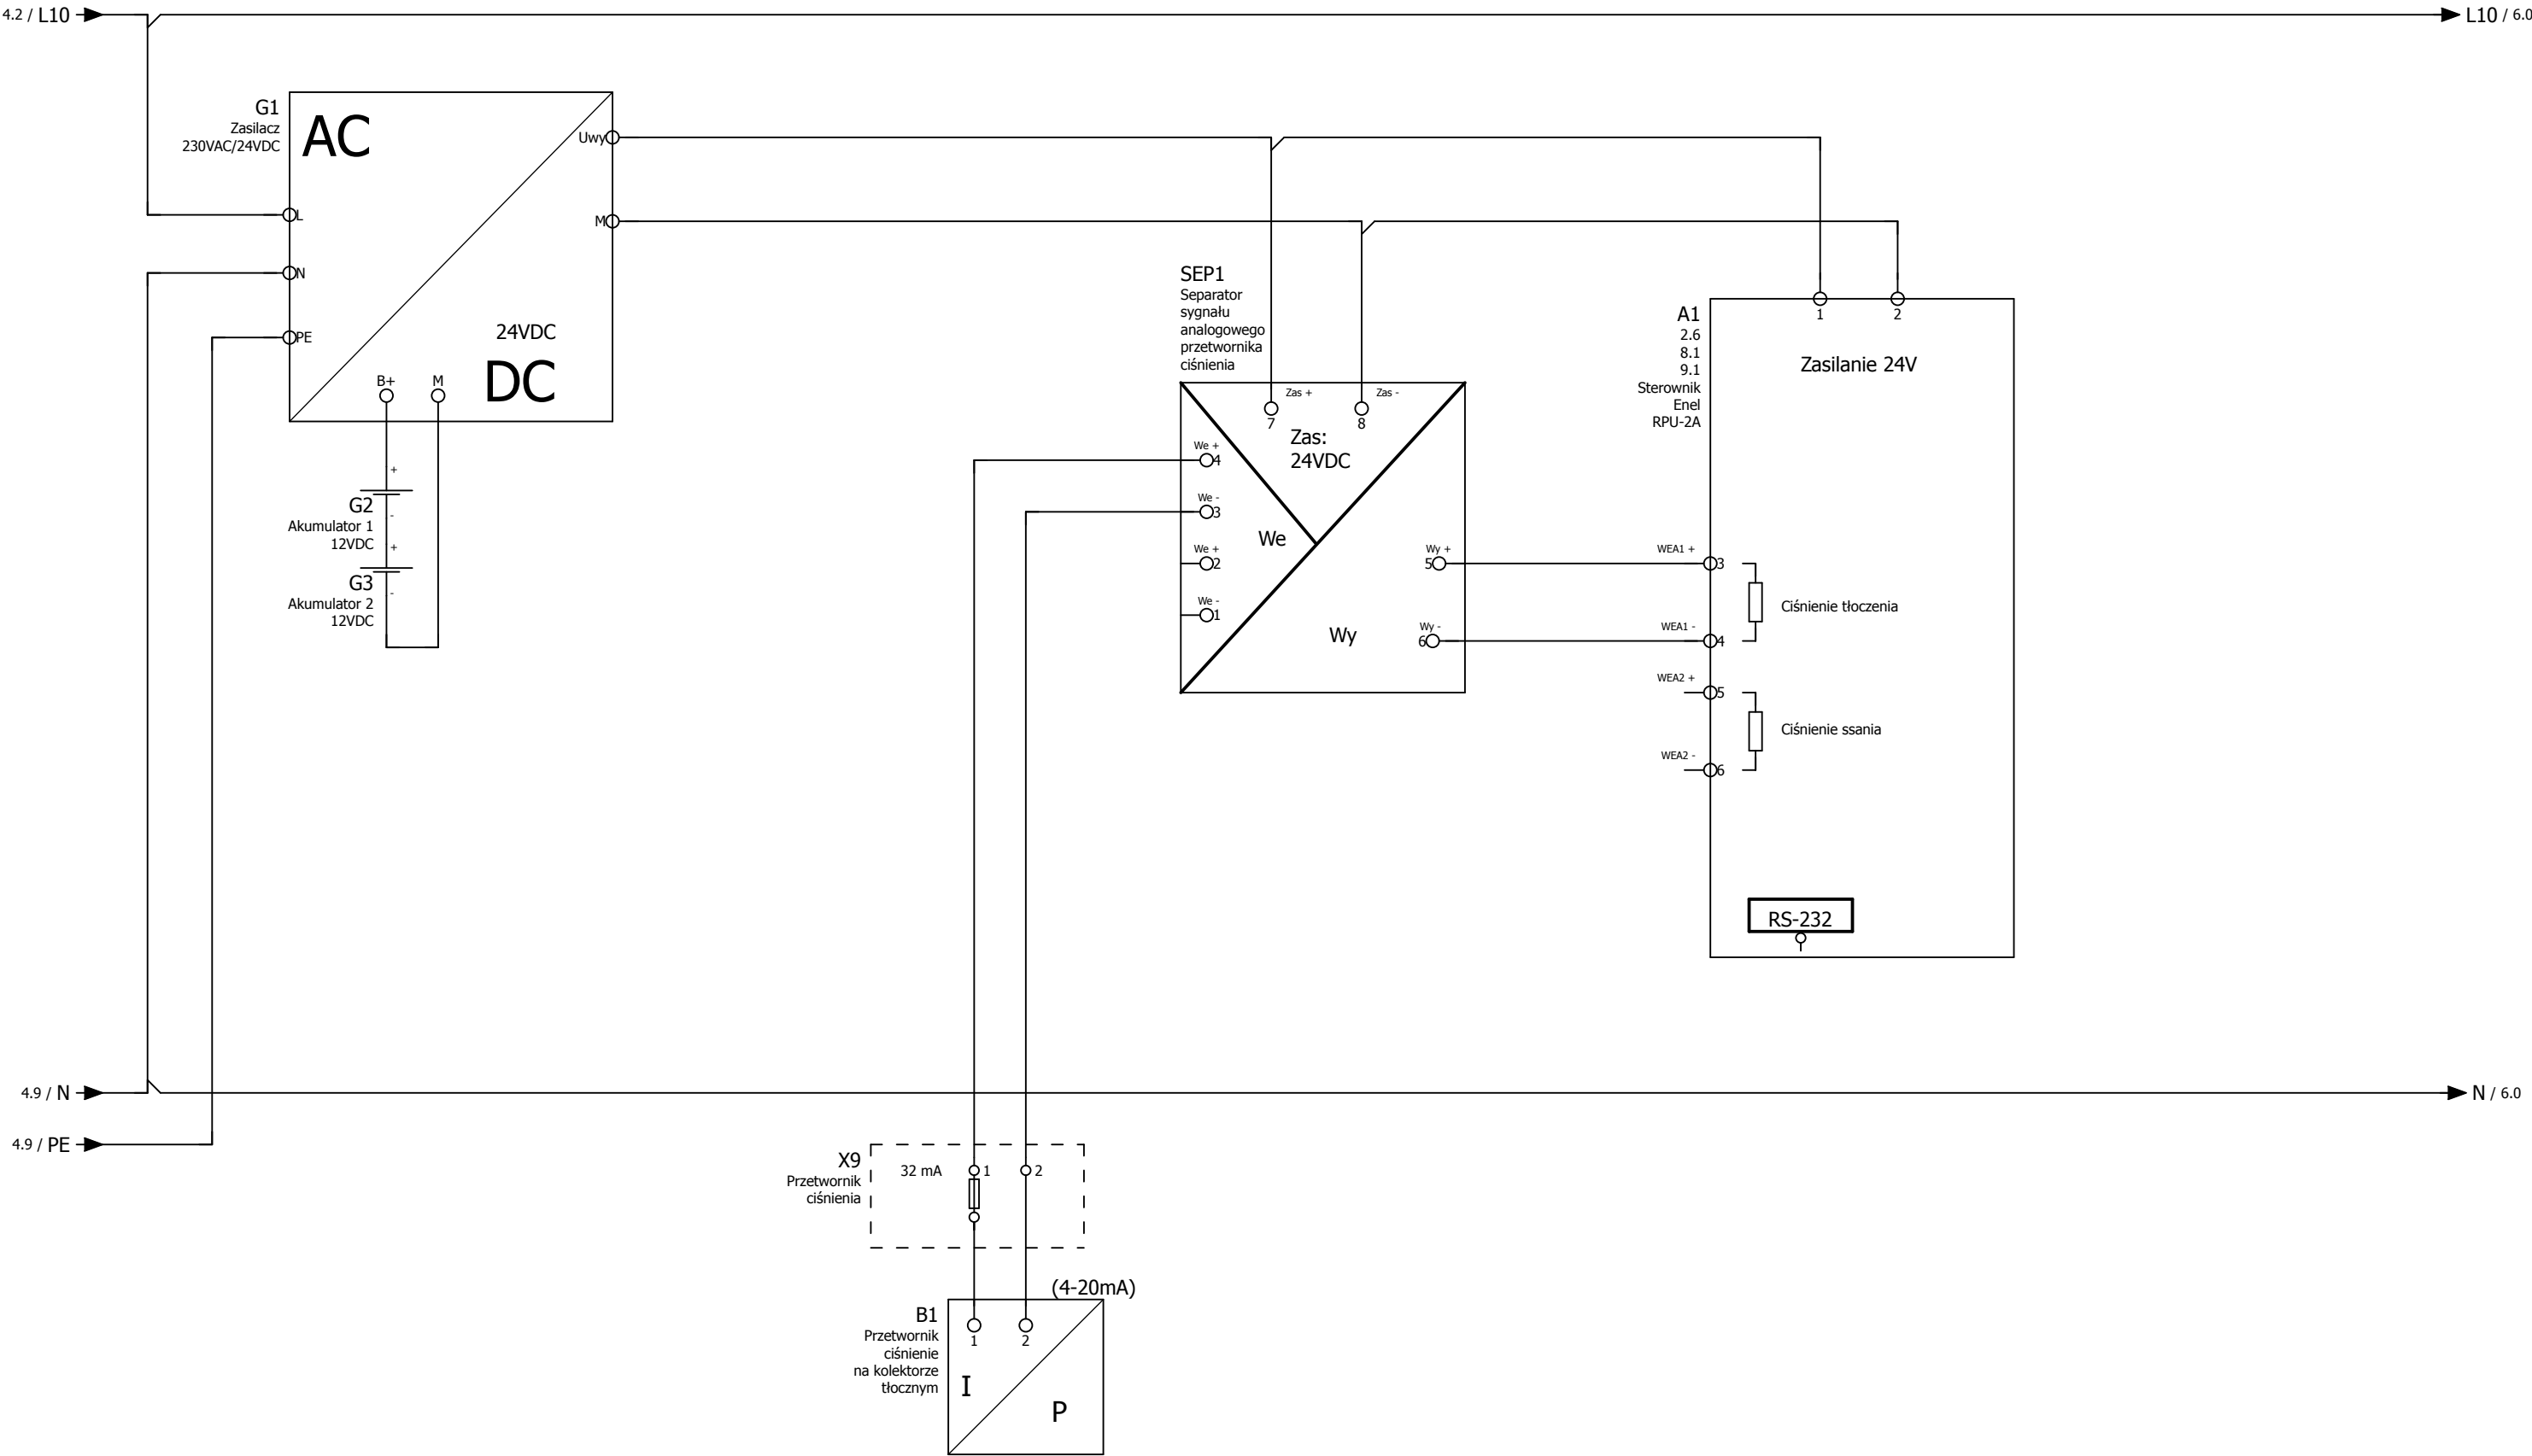 4.2 / L10
L10 / 6.0
G1
Zasilacz
230VAC/24VDC
AC
Uwy
M
L
N
PE
24VDC
DC
B+
M
+
G2
-
Akumulator 1
12VDC
+
G3
-
Akumulator 2
12VDC
SEP1
Separator
sygnału
analogowego
przetwornika
ciśnienia
Zas +
Zas -
7
8
Zas:
24VDC
We +
4
We -
3
We
We +
2
We -
1
Wy +
5
Wy -
6
Wy
A1
2.6
8.1
9.1
Sterownik
Enel
RPU-2A
1
2
Zasilanie 24V
WEA1 +
3
Ciśnienie tłoczenia
WEA1 -
4
WEA2 +
5
Ciśnienie ssania
WEA2 -
6
RS-232
4.9 / N
N / 6.0
4.9 / PE
X9
Przetwornik
ciśnienia
32 mA
1
2
(4-20mA)
B1
Przetwornik
ciśnienie
na kolektorze
tłocznym
1
2
I
P